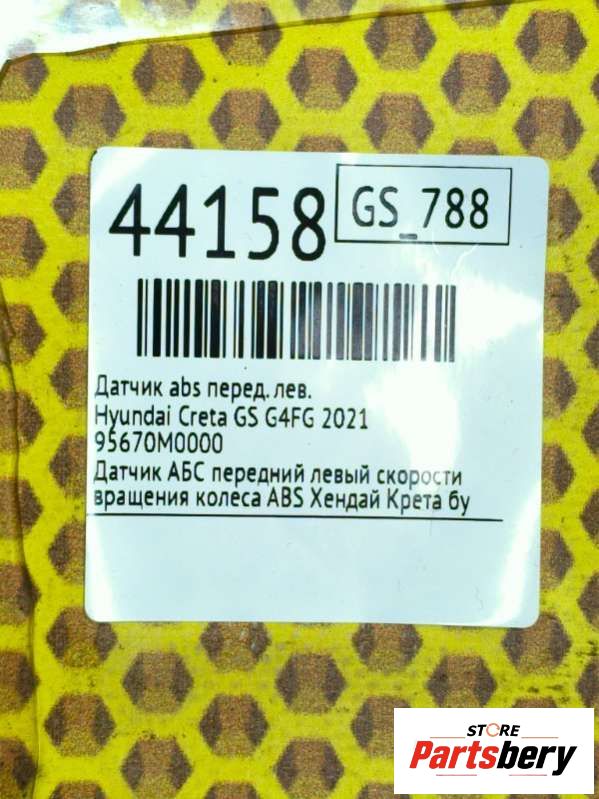 44158
GS_788
Датчик abs перед. лев.
Hyundai Creta GS G4FG 2021
95670M0000
Датчик АБС передний левый скорости
вращения колеса ABS Хендай Крета бу
STORE
Partsbery